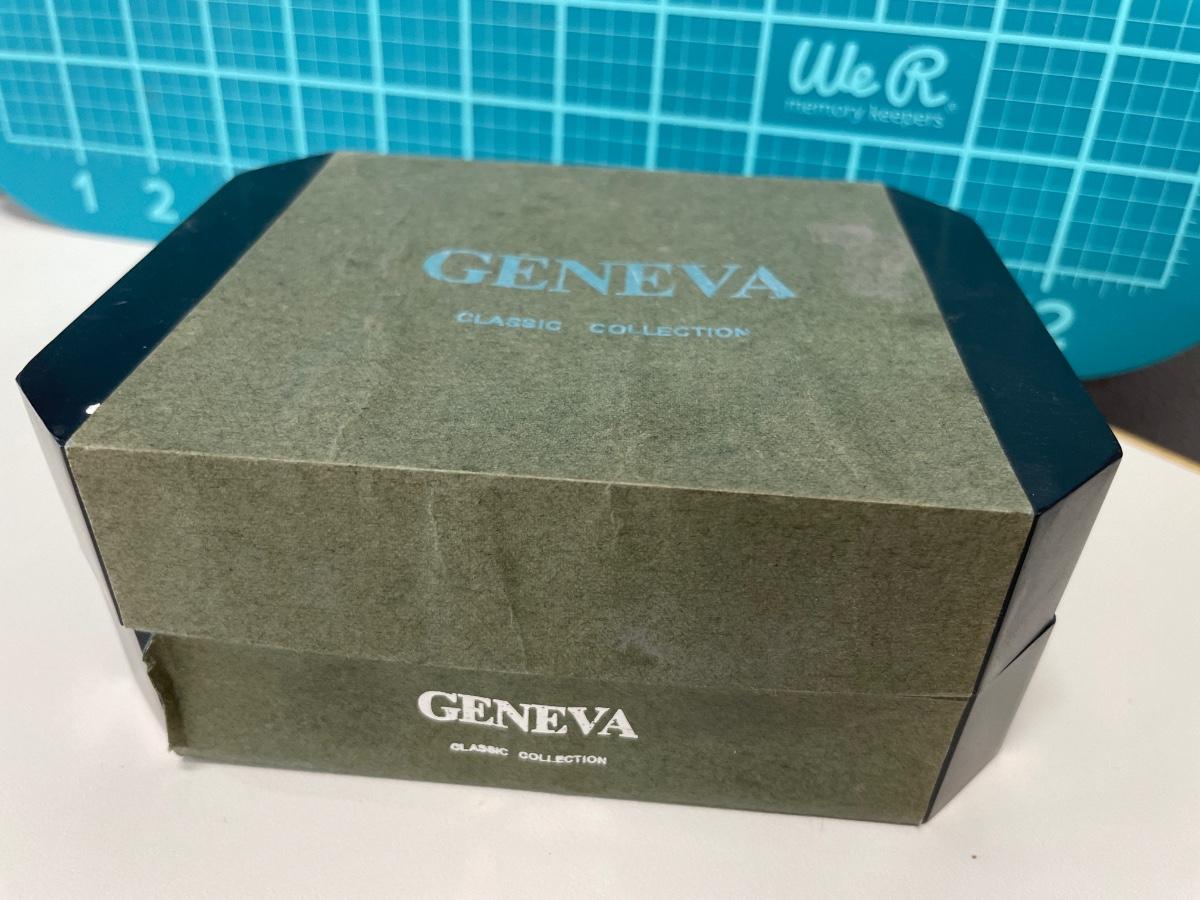 We R
memory keepers
1
2
2
GENEVA
CLASSIC COLLECTION
GENEVA
CLASSIC COLLECTION